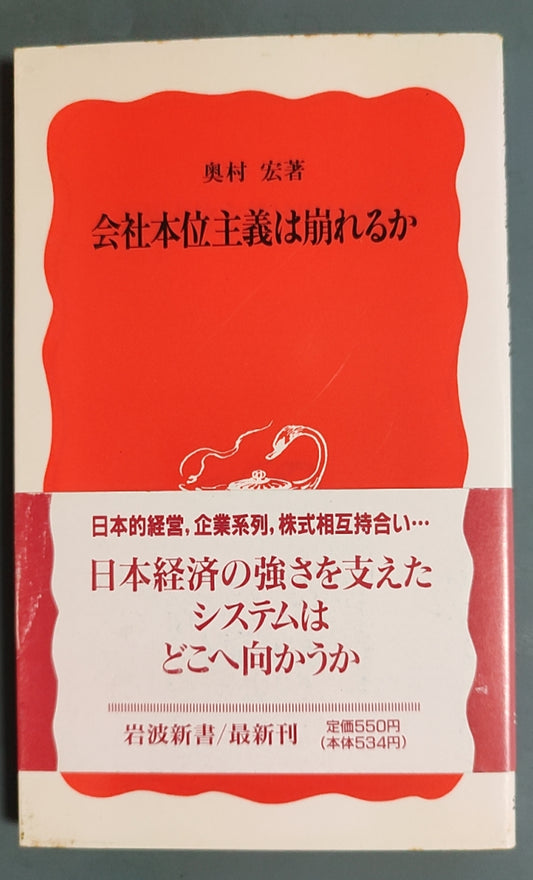 奥村 宏著
会社本位主義は崩れるか
日本的経営,企業系列,株式相互持合い…
日本経済の強さを支えた
システムは
どこへ向かうか
岩波新書/最新刊
定価550円
(本体534円)